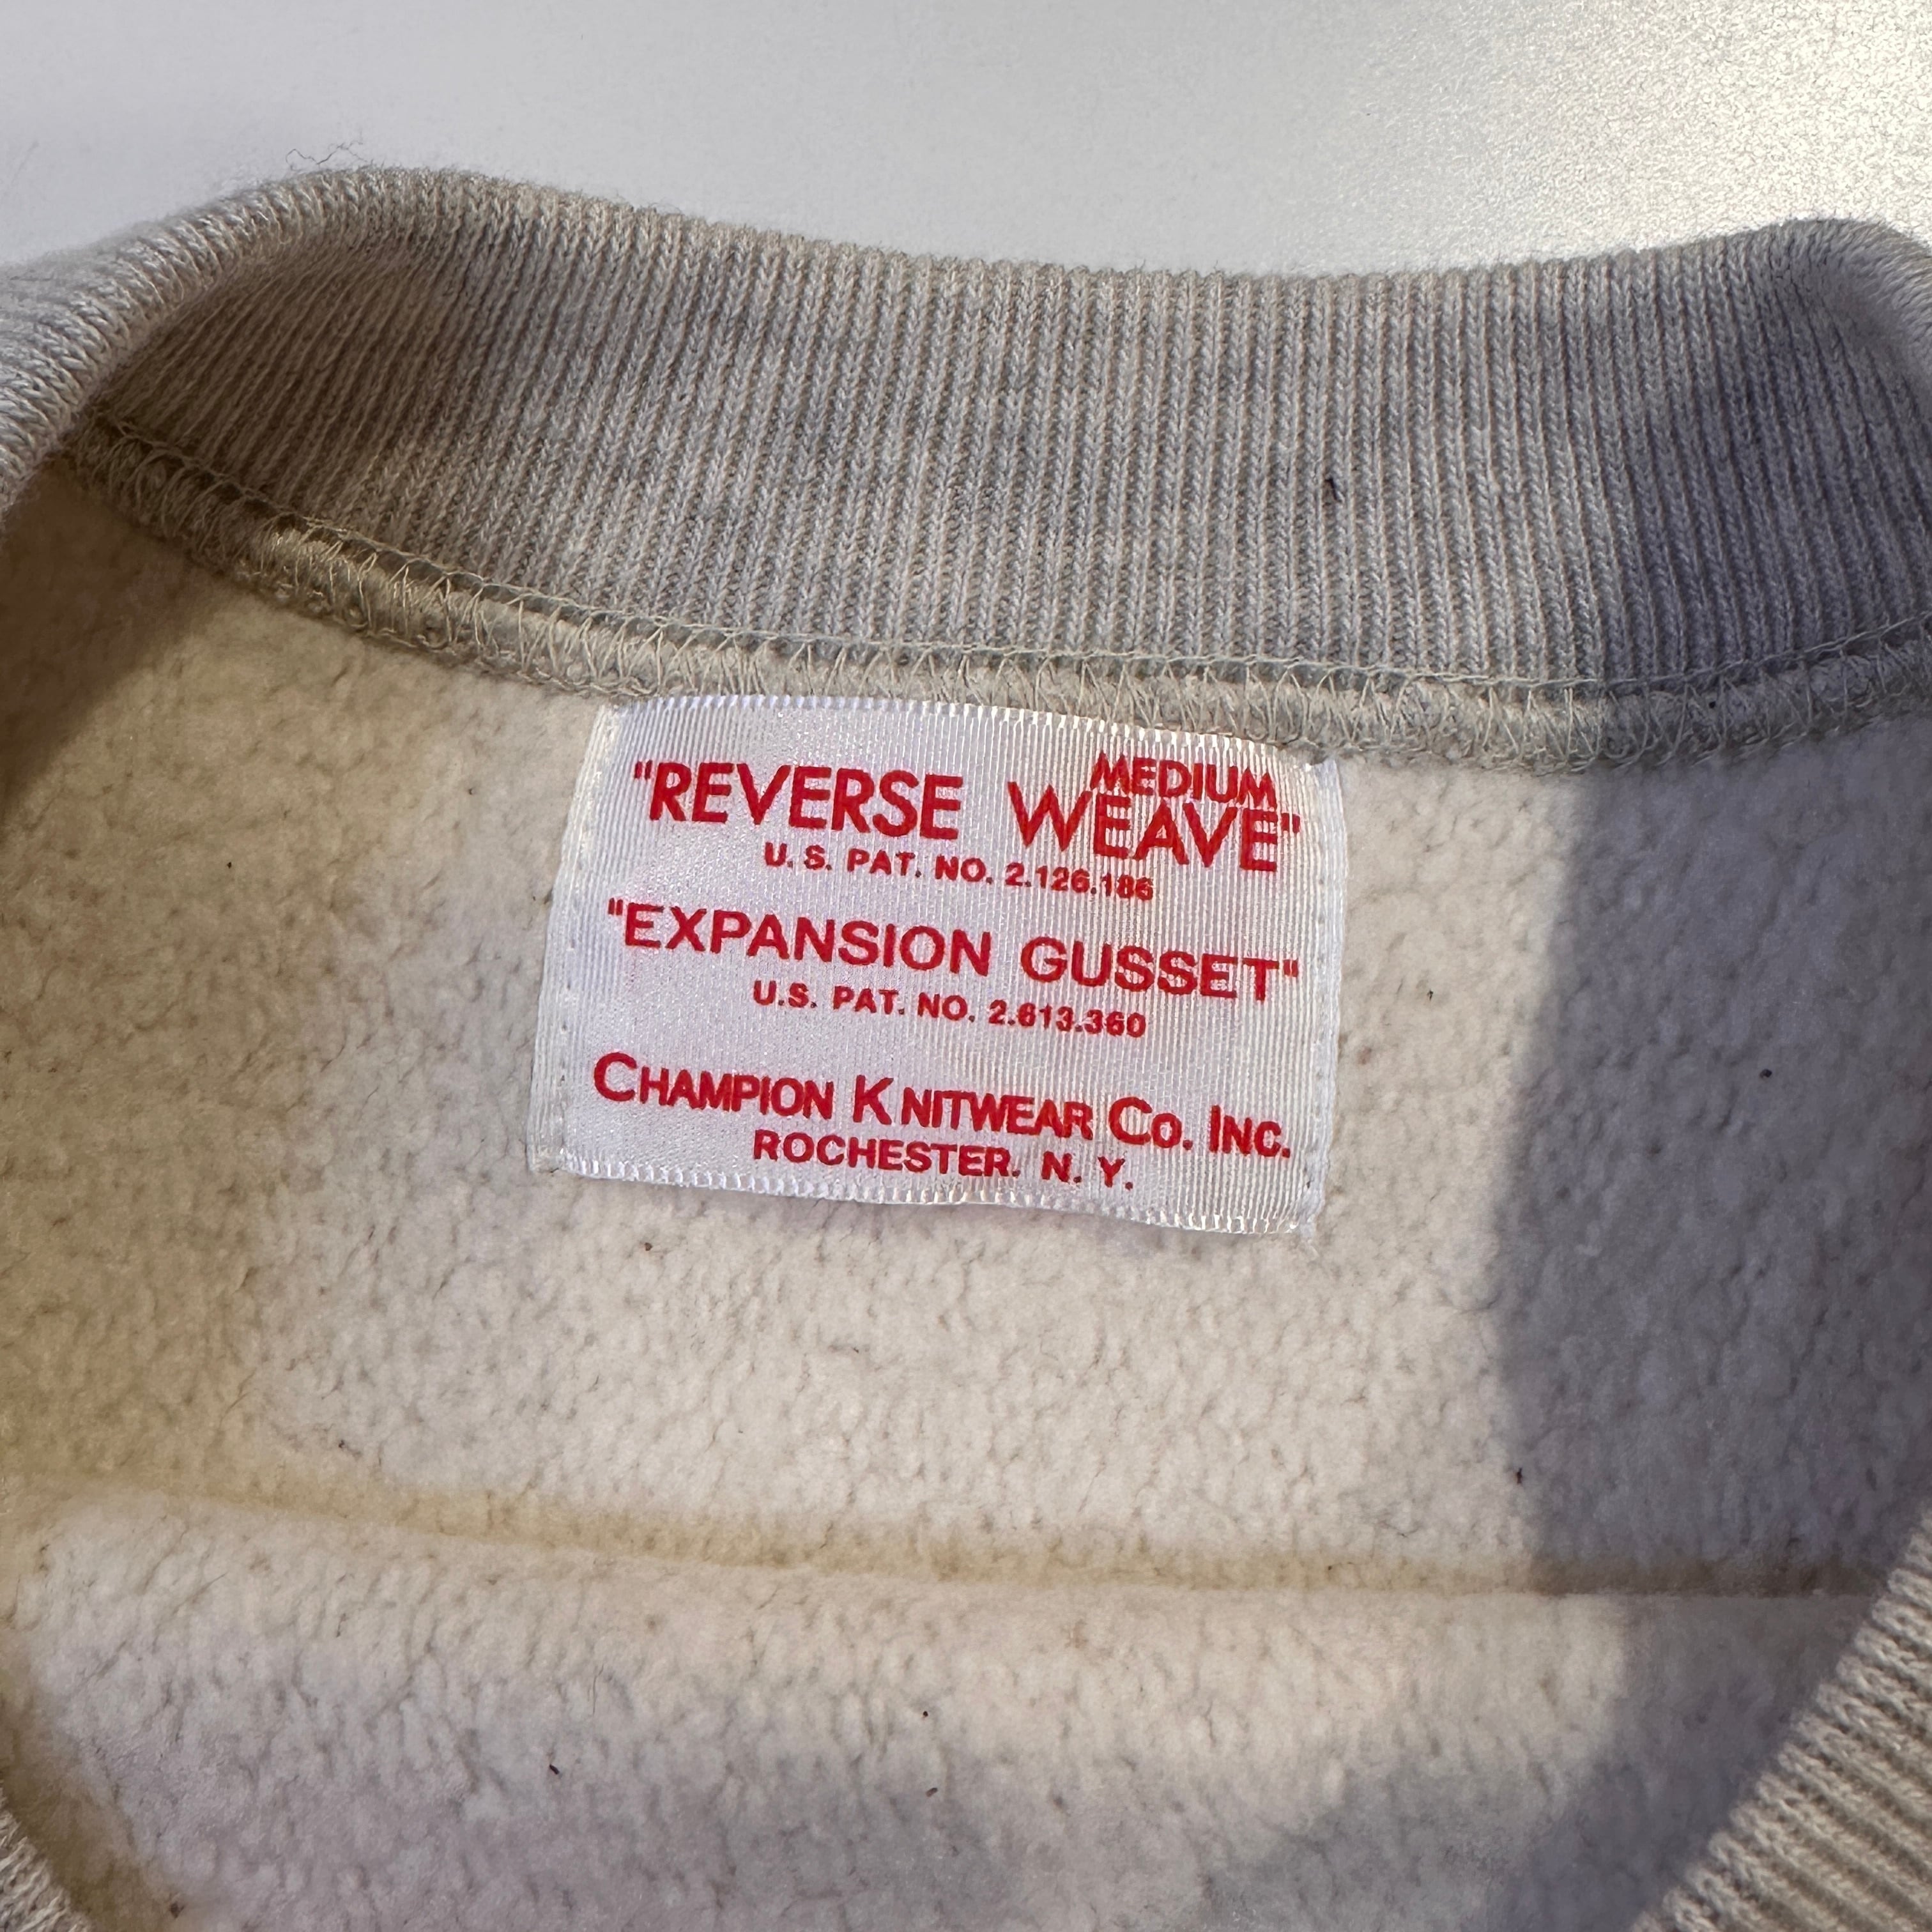 MEDIUM
"REVERSE WEAVE"
U.S. PAT. NO. 2.126.186
"EXPANSION GUSSET"
U.S. PAT. NO. 2.613.360
CHAMPION KNITWEAR CO. INC.
ROCHESTER. N.Y.